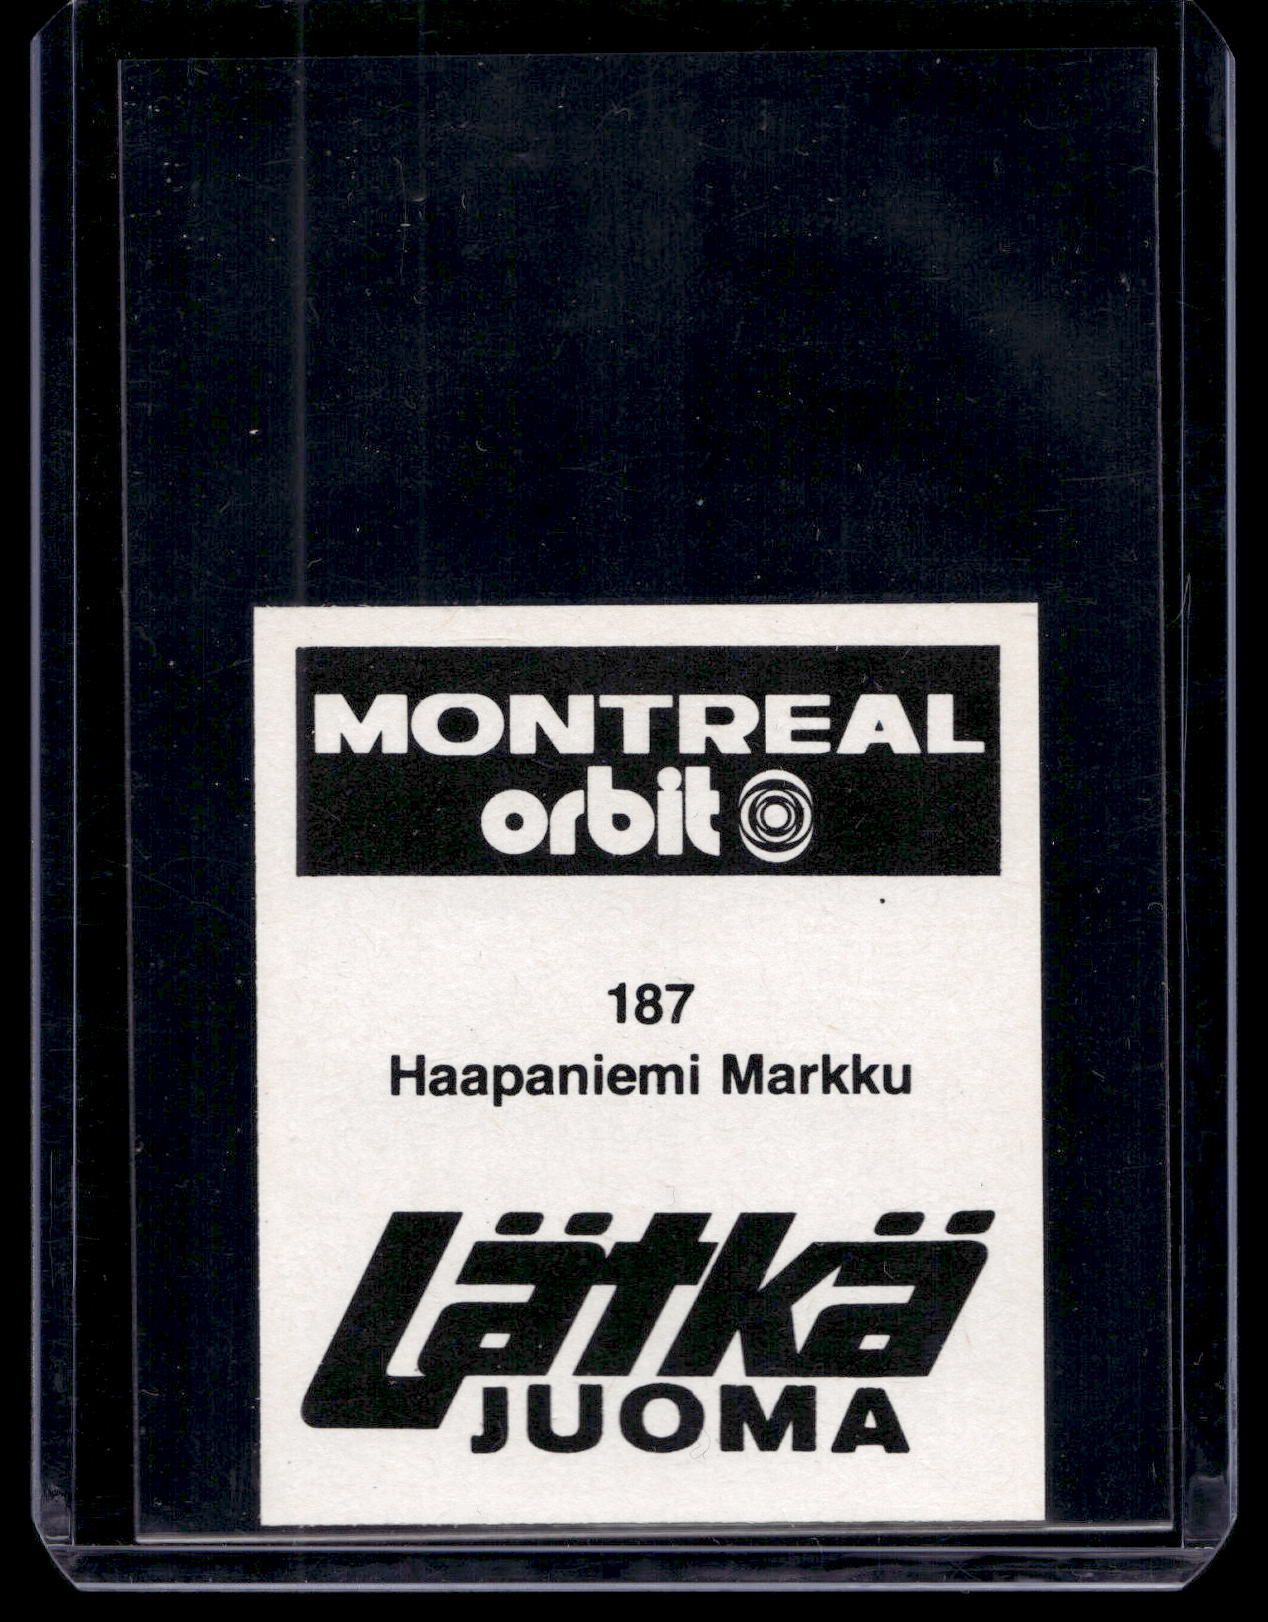 MONTREAL
orbit
187
Haapaniemi Markku
Lätkä
JUOMA